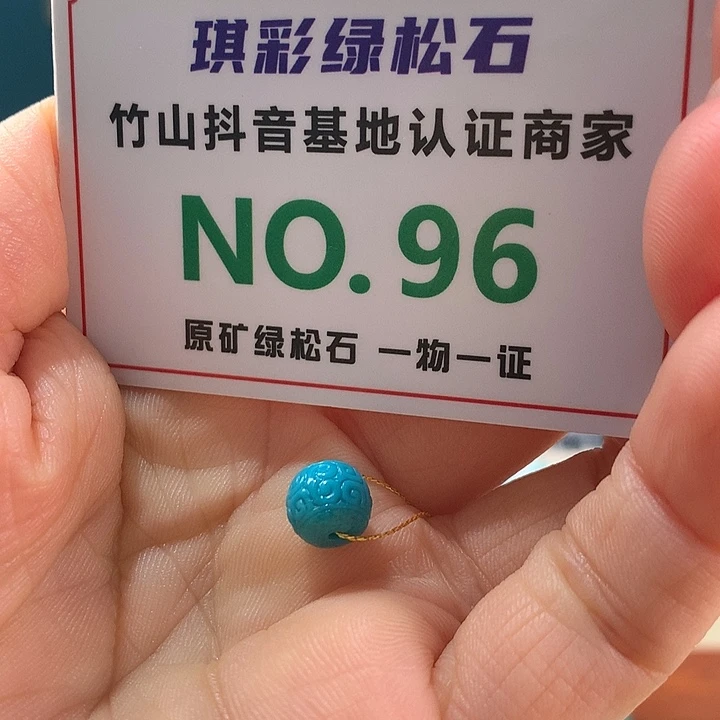 琪彩绿松石
竹山抖音基地认证商家
NO.96
原矿绿松石 一物一证